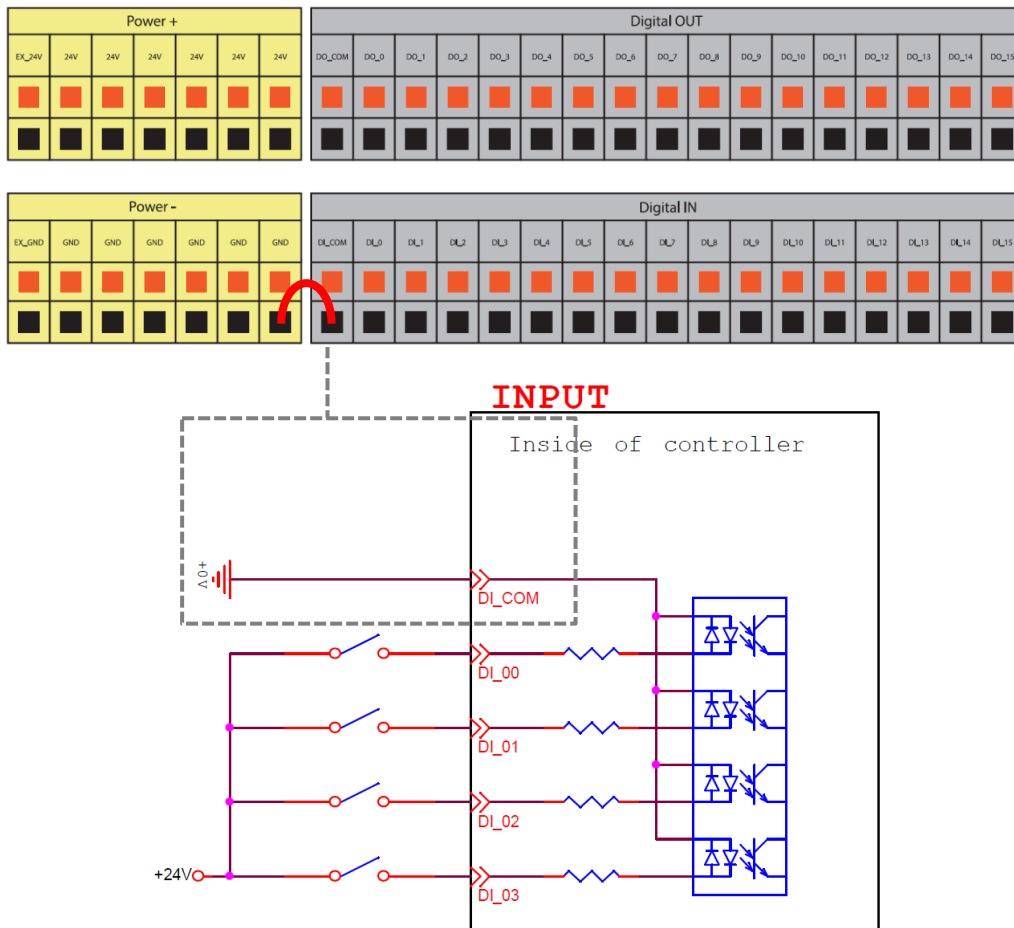 Power + Digital OUT
EX_24V 24V 24V 24V 24V 24V 24V DO_COM DO_0 DO_1 DO_2 DO_3 DO_4 DO_5 DO_6 DO_7 DO_8 DO_9 DO_10 DO_11 DO_12 DO_13 DO_14 DO_15
Power - Digital IN
EX_GND GND GND GND GND GND GND DI_COM DI_0 DI_1 DI_2 DI_3 DI_4 DI_5 DI_6 DI_7 DI_8 DI_9 DI_10 DI_11 DI_12 DI_13 DI_14 DI_15
INPUT
Inside of controller
+0V
DI_COM
DI_00
DI_01
DI_02
+24V
DI_03